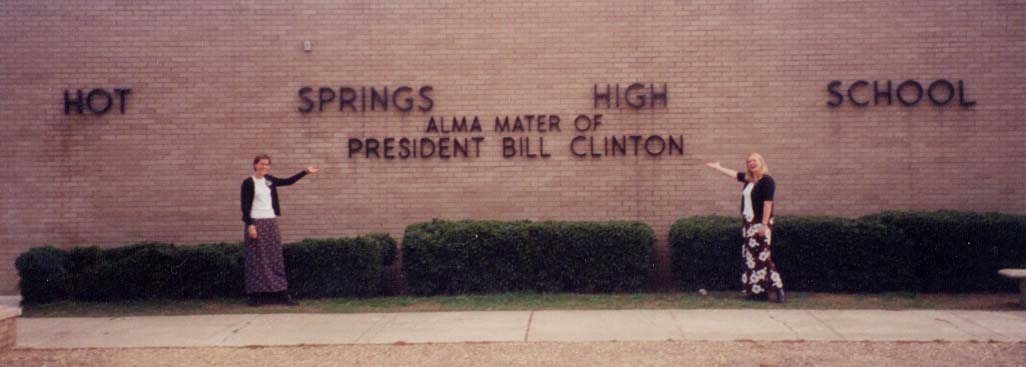 HOT SPRINGS HIGH SCHOOL
ALMA MATER OF
PRESIDENT BILL CLINTON